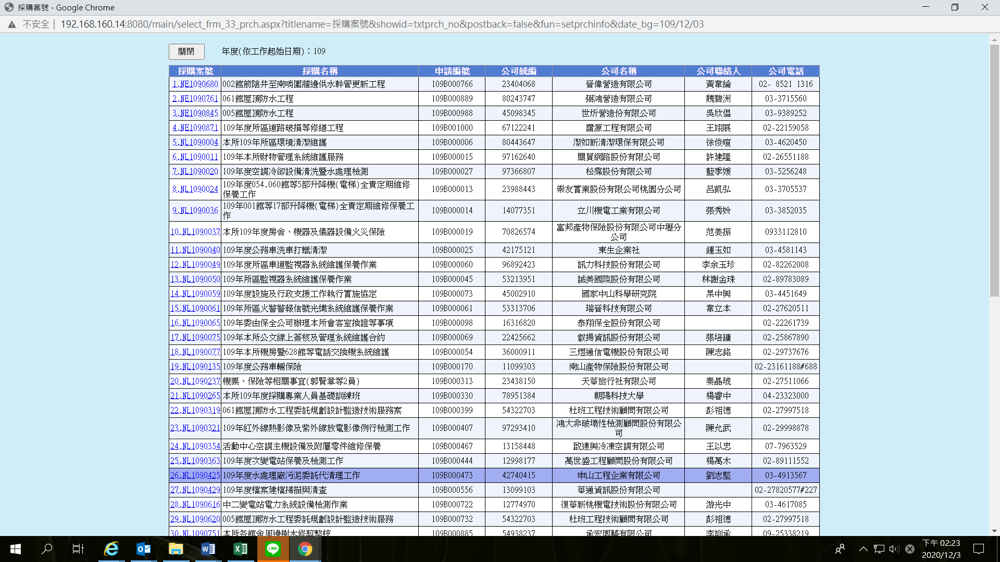 採購案號 - Google Chrome
不安全 | 192.168.160.14:8080/main/select_frm_33_prch.aspx?titlename=採購案號&showid=txtprch_no&postback=false&fun=setprchinfo&date_bg=109/12/03
關閉 年度(依工作起始日期)：109
採購案號 採購名稱 申請編號 公司統編 公司名稱 公司聯絡人 公司電話
1.NE1090680 002館前陰井至南哨圍牆邊供水幹管更新工程 109B000766 23404068 晉偉營造有限公司 黃韋綸 02- 8521 1316
2.NE1090761 061館屋頂防水工程 109B000889 80243747 弼鴻營造有限公司 魏碧洲 03-3715560
3.NE1090845 005館屋頂防水工程 109B000988 45098345 世炘營造份有限公司 吳欣倡 03-9389252
4.NE1090871 109年度所區道路破損等修繕工程 109B001000 67122241 讚源工程有限公司 王翊展 02-22159058
5.NL1090004 本所109年所區環境清潔維護 109B000006 80443647 潔如新清潔環保有限公司 徐俊暄 03-4620450
6.NL1090011 109年本所財物管理系統維護服務 109B000015 97162640 關貿網路股份有限公司 許建隆 02-26551188
7.NL1090020 109年度空調冷卻設備清洗暨水處理檢測 109B000027 97366807 松霈股份有限公司 藍季媛 03-5256248
8.NL1090024 109年度054.060館等5部升降機(電梯)全責定期維修
保養工作 109B000013 23988443 崇友實業股份有限公司桃園分公司 呂凱弘 03-3705537
9.NL1090036 109年001館等17部升降機(電梯)全責定期維修保養工
作 109B000014 14077351 立川機電工業有限公司 張秀姈 03-3852035
10.NL1090037 本所109年度房舍、機器及儀器設備火災保險 109B000019 70826574 富邦產物保險股份有限公司中壢分
公司 范姜振 0933112810
11.NL1090040 109年度公務車洗車打蠟清潔 109B000025 42175121 東生企業社 鍾玉如 03-4581143
12.NL1090049 109年度所區車道監視器系統維護保養作業 109B000060 96892423 訊力科技股份有限公司 李余玉珍 02-82262008
13.NL1090050 109年所區監視器系統維護保養作業 109B000045 53213951 誠美國際股份有限公司 林謝金珠 02-89783089
14.NL1090059 109年度設施及行政支援工作執行實施協定 109B000073 45002910 國家中山科學研究院 杲中興 03-4451649
15.NL1090061 109年所區火警警報信號光纖系統維護保養作業 109B000061 53313706 瑞晉科技有限公司 韋立本 02-27620511
16.NL1090065 109年委由保全公司辦理本所會客室換證等事項 109B000098 16316820 泰翔保全股份有限公司 02-22261739
17.NL1090075 109年本所公文線上簽核及管理系統維護合約 109B000069 22425662 叡揚資訊股份有限公司 張培鏞 02-25867890
18.NL1090077 109年本所機房暨628館等電話交換機系統維護 109B000054 36000911 三煜通信電機股份有限公司 陳志銘 02-29737676
19.NL1090135 109年度公務車輛保險 109B000170 11099303 南山產物保險股份有限公司 02-23161188#688
20.NL1090237 機票、保險等相關事宜(郭賢章等2員) 109B000313 23438150 天華旅行社有限公司 秦晶琥 02-27511066
21.NL1090265 本所109年度採購專業人員基礎訓練班 109B000330 78951384 朝陽科技大學 楊睿中 04-23323000
22.NL1090319 061館屋頂防水工程委託規劃設計監造技術服務案 109B000399 54322703 杜班工程技術顧問有限公司 彭祖德 02-27997518
23.NL1090321 109年紅外線熱影像及紫外線放電影像例行檢測工作 109B000407 97293410 鴻大非破壞性檢測顧問股份有限公
司 陳允武 02-29998878
24.NL1090354 活動中心空調主機設備及附屬零件維修保養 109B000467 13158448 啟連興冷凍空調有限公司 王以忠 07-7963529
25.NL1090363 109年度次變電站保養及檢測工作 109B000444 12998177 萬世盛工程顧問股份有限公司 楊萬木 02-89111552
26.NL1090425 109年度水處理廠污泥委託代清理工作 109B000473 42740415 申山工程企業有限公司 劉志堅 03-4913567
27.NL1090429 109年度檔案建檔掃描與清查 109B000556 13099103 華通資訊股份有限公司 02-27820577#227
28.NL1090616 中二變電站電力系統設備檢測作業 109B000722 12774970 復華新桃機電技術股份有限公司 游光中 03-4617085
29.NL1090620 005館屋頂防水工程委託規劃設計監造技術服務 109B000732 54322703 杜班工程技術顧問有限公司 彭祖德 02-27997518
30.NL1090751 本所各館舍周邊樹木修剪整枝 109B000885 54938237 承宏園藝有限公司 李訓承 09-25338219
下午 02:23
2020/12/3